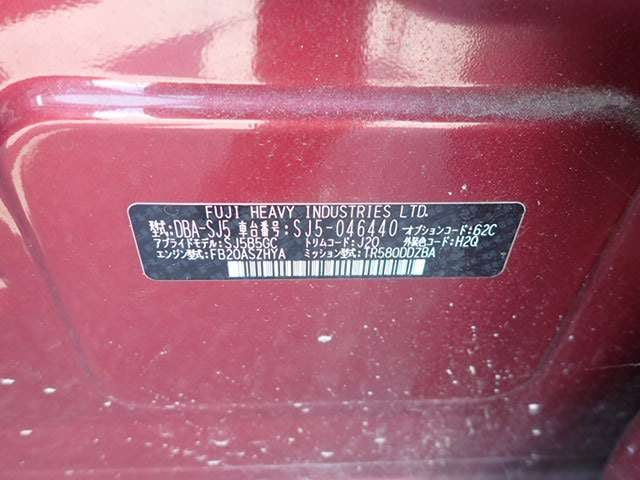 FUJI HEAVY INDUSTRIES LTD.
型式:DBA-SJ5 車台番号:SJ5-046440 オプションコード:62C
アプライドモデル:SJ5B5GC トリムコード:J20 外装色コード:H2Q
エンジン型式:FB20ASZHYA ミッション型式:TR580DDZBA